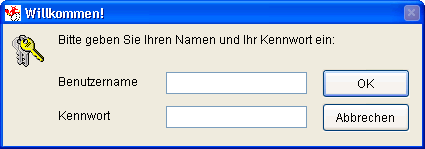 Willkommen!
Bitte geben Sie Ihren Namen und Ihr Kennwort ein:
Benutzername
OK
Kennwort
Abbrechen